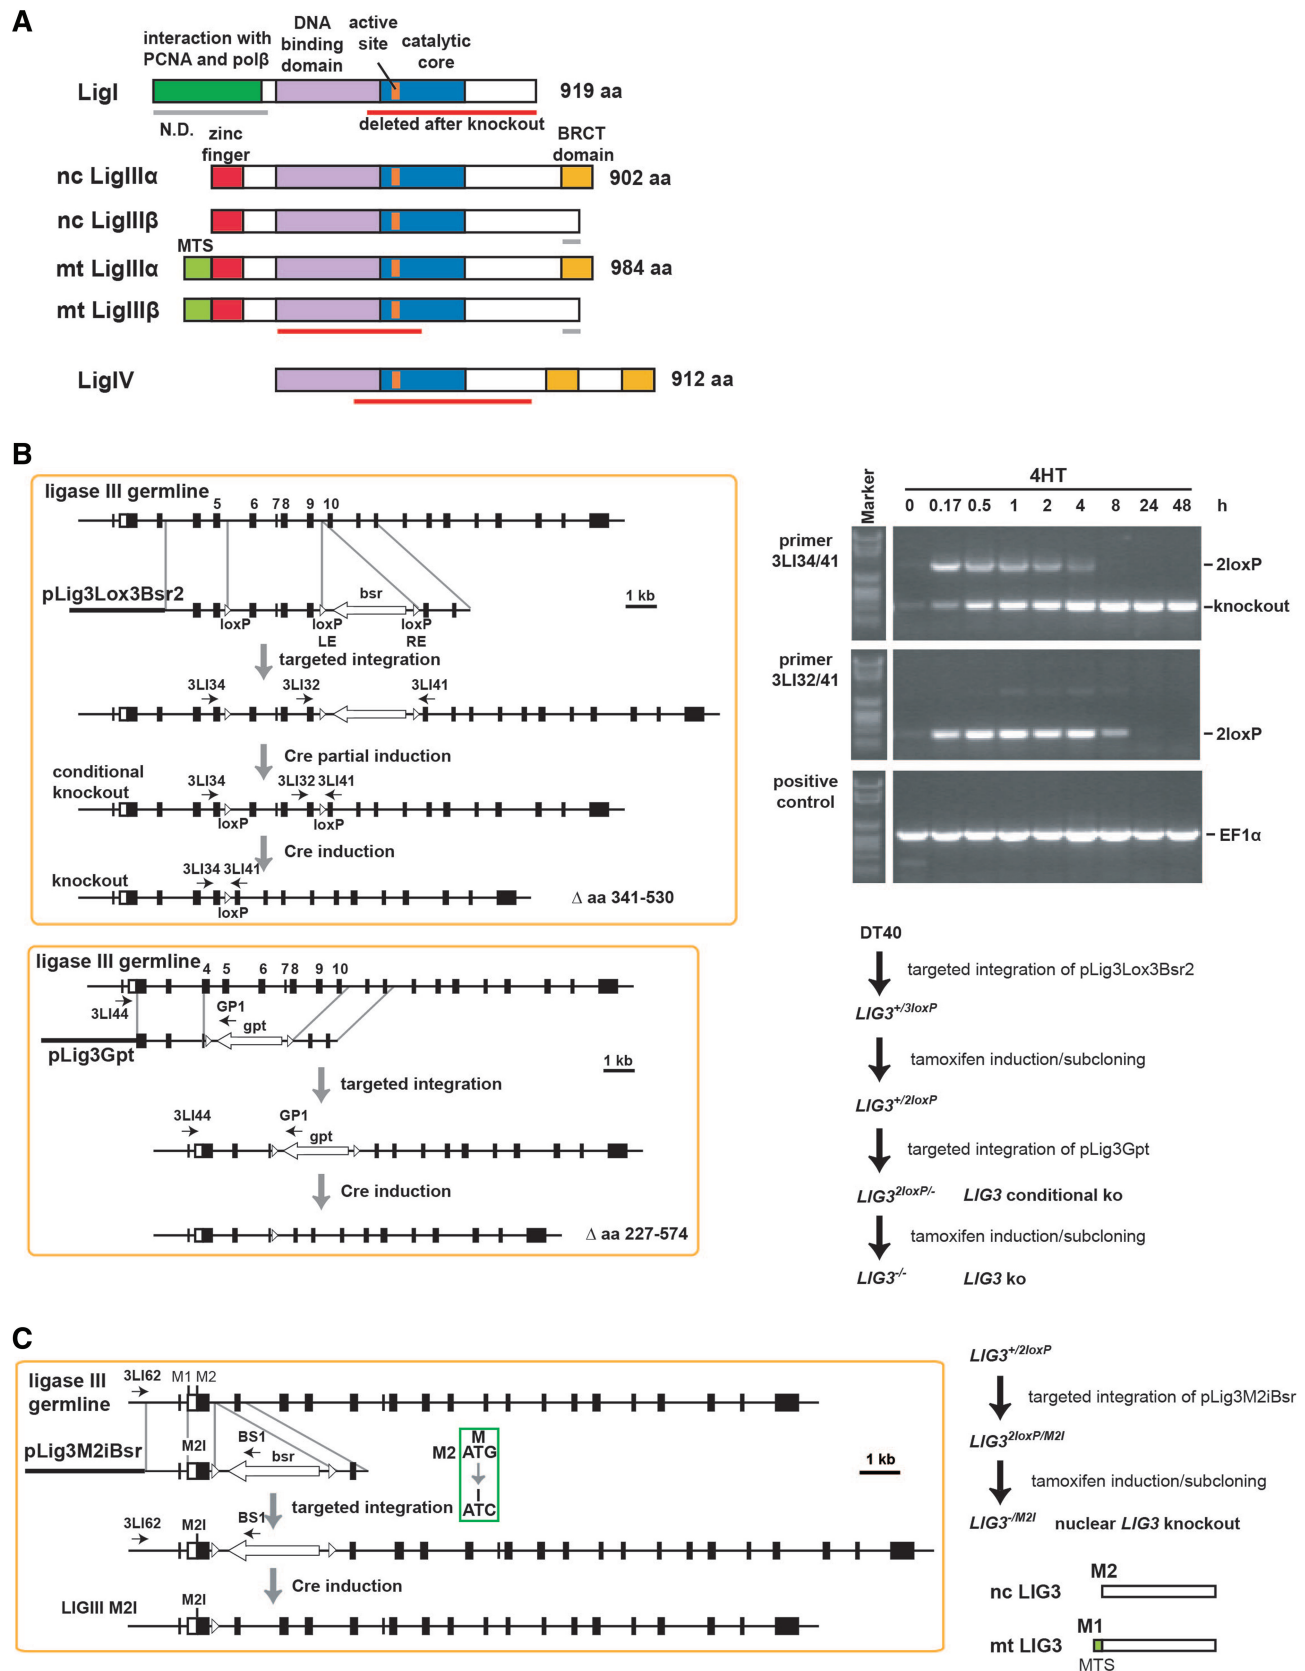 A
interaction with
PCNA and polβ
DNA
binding
domain
active
site
catalytic
core
LigI
919 aa
N.D.
deleted after knockout
zinc
finger
BRCT
domain
nc LigIIIα
902 aa
nc LigIIIβ
MTS
mt LigIIIα
984 aa
mt LigIIIβ
LigIV
912 aa
B
ligase III germline
5 6 7 8 9 10
pLig3Lox3Bsr2
bsr
loxP
loxP
LE
loxP
RE
1 kb
targeted integration
3LI34 3LI32 3LI41
Cre partial induction
conditional
knockout
3LI34 3LI32 3LI41
loxP loxP
Cre induction
knockout
3LI34 3LI41
loxP
Δ aa 341-530
ligase III germline
4 5 6 7 8 9 10
3LI44
GP1
gpt
pLig3Gpt
1 kb
targeted integration
3LI44 GP1
gpt
Cre induction
Δ aa 227-574
Marker
4HT
0 0.17 0.5 1 2 4 8 24 48 h
primer
3LI34/41
2loxP
knockout
primer
3LI32/41
2loxP
positive
control
EF1α
DT40
targeted integration of pLig3Lox3Bsr2
LIG3+/3loxP
tamoxifen induction/subcloning
LIG3+/2loxP
targeted integration of pLig3Gpt
LIG32loxP/- LIG3 conditional ko
tamoxifen induction/subcloning
LIG3-/- LIG3 ko
C
ligase III
germline
3LI62 M1 M2
pLig3M2iBsr
M2I
BS1
bsr
M
M2 ATG
I
ATC
1 kb
targeted integration
3LI62 M2I BS1
Cre induction
LIGIII M2I
M2I
LIG3+/2loxP
targeted integration of pLig3M2iBsr
LIG32loxP/M2I
tamoxifen induction/subcloning
LIG3-/M2I nuclear LIG3 knockout
M2
nc LIG3
M1
mt LIG3
MTS